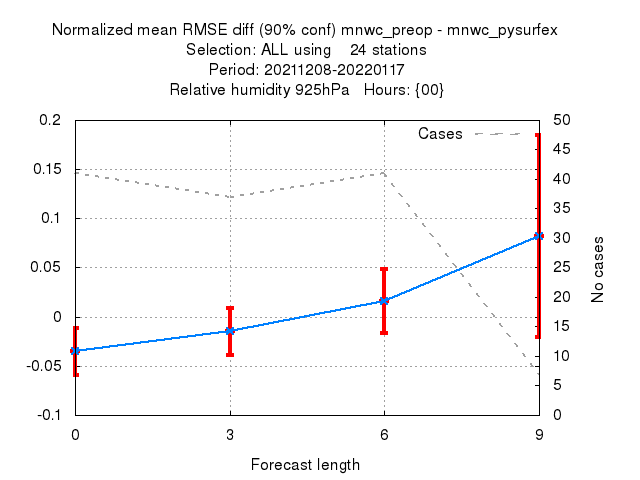 Normalized mean RMSE diff (90% conf) mnwc_preop - mnwc_pysurfex
Selection: ALL using    24 stations
Period: 20211208-20220117
Relative humidity 925hPa   Hours: {00}
Cases
0.2
0.15
0.1
0.05
0
-0.05
-0.1
50
45
40
35
30
25
20
15
10
5
0
No cases
0 3 6 9
Forecast length